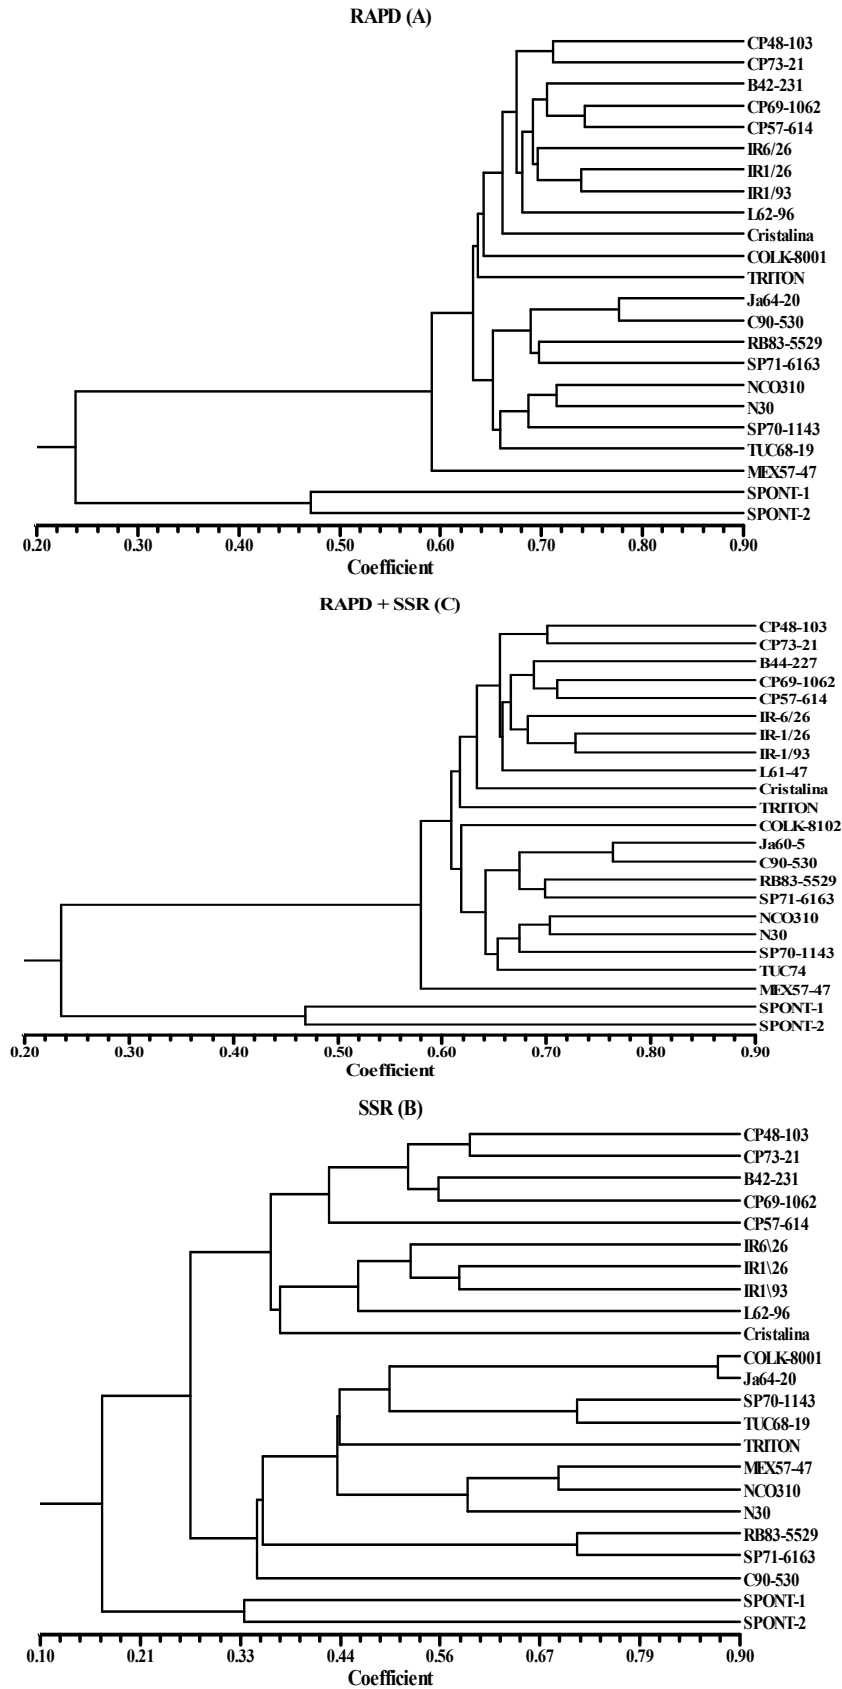 RAPD (A)
CP48-103
CP73-21
B42-231
CP69-1062
CP57-614
IR6/26
IR1/26
IR1/93
L62-96
Cristalina
COLK-8001
TRITON
Ja64-20
C90-530
RB83-5529
SP71-6163
NCO310
N30
SP70-1143
TUC68-19
MEX57-47
SPONT-1
SPONT-2
0.20 0.30 0.40 0.50 0.60 0.70 0.80 0.90
Coefficient
RAPD + SSR (C)
CP48-103
CP73-21
B44-227
CP69-1062
CP57-614
IR-6/26
IR-1/26
IR-1/93
L61-47
Cristalina
TRITON
COLK-8102
Ja60-5
C90-530
RB83-5529
SP71-6163
NCO310
N30
SP70-1143
TUC74
MEX57-47
SPONT-1
SPONT-2
0.20 0.30 0.40 0.50 0.60 0.70 0.80 0.90
Coefficient
SSR (B)
CP48-103
CP73-21
B42-231
CP69-1062
CP57-614
IR6\26
IR1\26
IR1\93
L62-96
Cristalina
COLK-8001
Ja64-20
SP70-1143
TUC68-19
TRITON
MEX57-47
NCO310
N30
RB83-5529
SP71-6163
C90-530
SPONT-1
SPONT-2
0.10 0.21 0.33 0.44 0.56 0.67 0.79 0.90
Coefficient